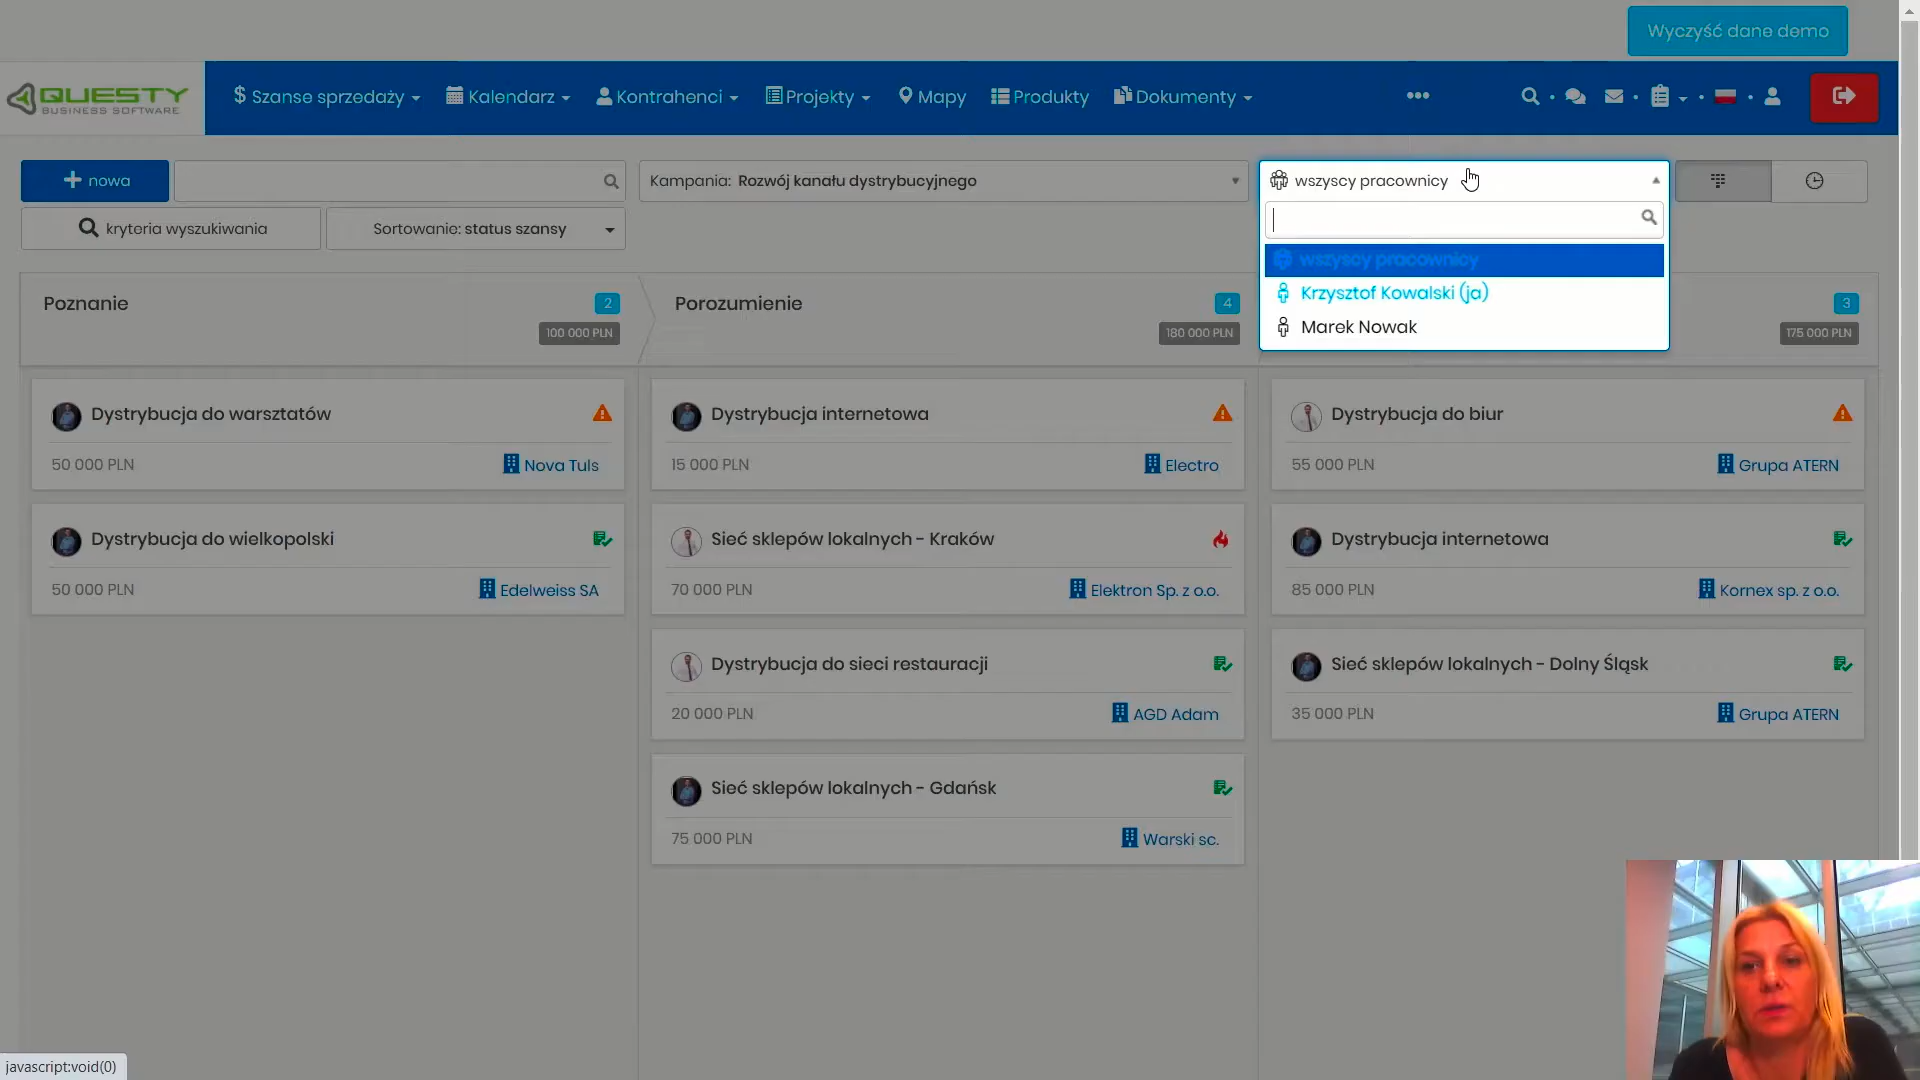 Wyczyść dane demo
QUESTY
BUSINESS SOFTWARE
$ Szanse sprzedaży
Kalendarz
Kontrahenci
Projekty
Mapy
Produkty
Dokumenty
•••
+ nowa
Kampania: Rozwój kanału dystrybucyjnego
wszyscy pracownicy
kryteria wyszukiwania
Sortowanie: status szansy
wszyscy pracownicy
Krzysztof Kowalski (ja)
Marek Nowak
Poznanie
2
100 000 PLN
Porozumienie
4
180 000 PLN
3
175 000 PLN
Dystrybucja do warsztatów
50 000 PLN
Nova Tuls
Dystrybucja do wielkopolski
50 000 PLN
Edelweiss SA
Dystrybucja internetowa
15 000 PLN
Electro
Sieć sklepów lokalnych - Kraków
70 000 PLN
Elektron Sp. z o.o.
Dystrybucja do sieci restauracji
20 000 PLN
AGD Adam
Sieć sklepów lokalnych - Gdańsk
75 000 PLN
Warski sc.
Dystrybucja do biur
55 000 PLN
Grupa ATERN
Dystrybucja internetowa
85 000 PLN
Kornex sp. z o.o.
Sieć sklepów lokalnych - Dolny Śląsk
35 000 PLN
Grupa ATERN
javascript:void(0)